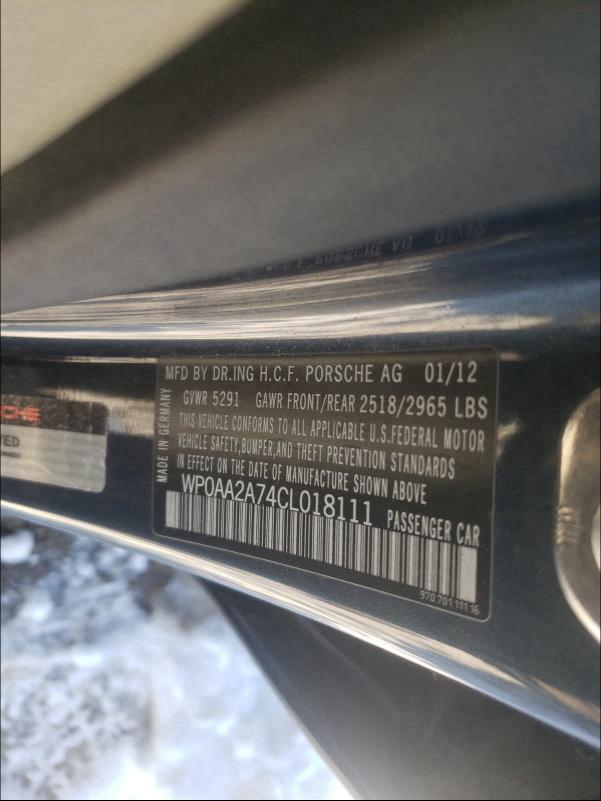 MFD BY DR.ING H.C.F. PORSCHE AG 01/12
GVWR 5291 GAWR FRONT/REAR 2518/2965 LBS
THIS VEHICLE CONFORMS TO ALL APPLICABLE U.S.FEDERAL MOTOR
VEHICLE SAFETY,BUMPER,AND THEFT PREVENTION STANDARDS
IN EFFECT ON THE DATE OF MANUFACTURE SHOWN ABOVE
WP0AA2A74CL018111 PASSENGER CAR
970.701.111.16
MADE IN GERMANY